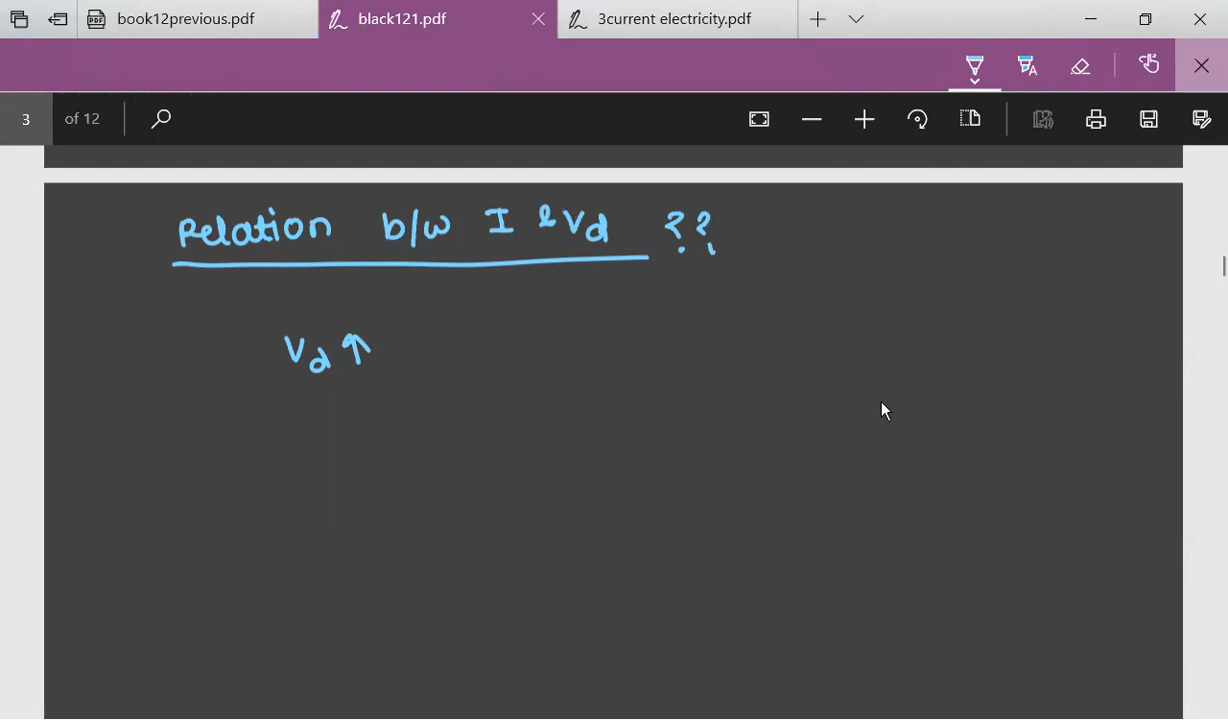 book12previous.pdf black121.pdf 3current electricity.pdf
3 of 12
Relation b/w I & Vd ??
Vd ↑